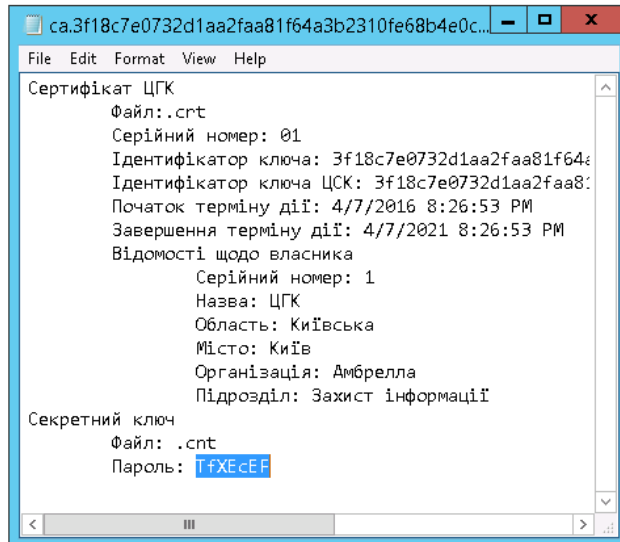 ca.3f18c7e0732d1aa2faa81f64a3b2310fe68b4e0c...
File Edit Format View Help
Сертифікат ЦГК
Файл:.crt
Серійний номер: 01
Ідентифікатор ключа: 3f18c7e0732d1aa2faa81f64a
Ідентифікатор ключа ЦСК: 3f18c7e0732d1aa2faa81
Початок терміну дії: 4/7/2016 8:26:53 PM
Завершення терміну дії: 4/7/2021 8:26:53 PM
Відомості щодо власника
Серійний номер: 1
Назва: ЦГК
Область: Київська
Місто: Київ
Організація: Амбрелла
Підрозділ: Захист інформації
Секретний ключ
Файл: .cnt
Пароль: TfXEcEF